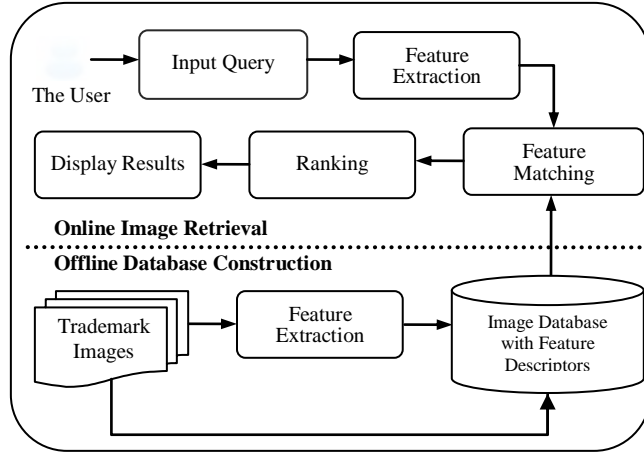 The User
Input Query
Feature
Extraction
Display Results
Ranking
Feature
Matching
Online Image Retrieval
Offline Database Construction
Trademark
Images
Feature
Extraction
Image Database
with Feature
Descriptors